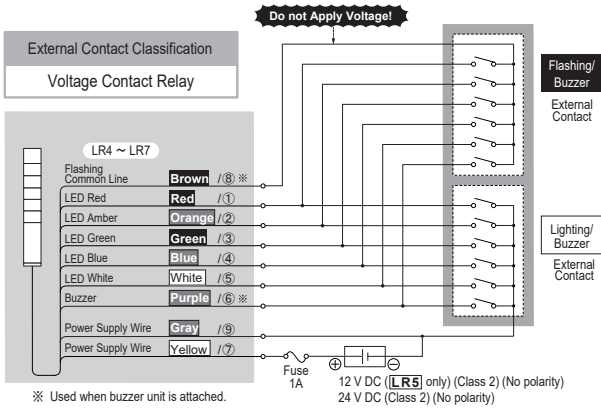 Do not Apply Voltage!
External Contact Classification
Voltage Contact Relay
Flashing/
Buzzer
External
Contact
LR4 ~ LR7
Flashing
Common Line Brown /⑧ ※
LED Red Red /①
LED Amber Orange /②
LED Green Green /③
LED Blue Blue /④
LED White White /⑤
Buzzer Purple /⑥ ※
Lighting/
Buzzer
External
Contact
Power Supply Wire Gray /⑨
Power Supply Wire Yellow /⑦
Fuse
1A
⊕ ⊖
12 V DC (LR5 only) (Class 2) (No polarity)
24 V DC (Class 2) (No polarity)
※ Used when buzzer unit is attached.